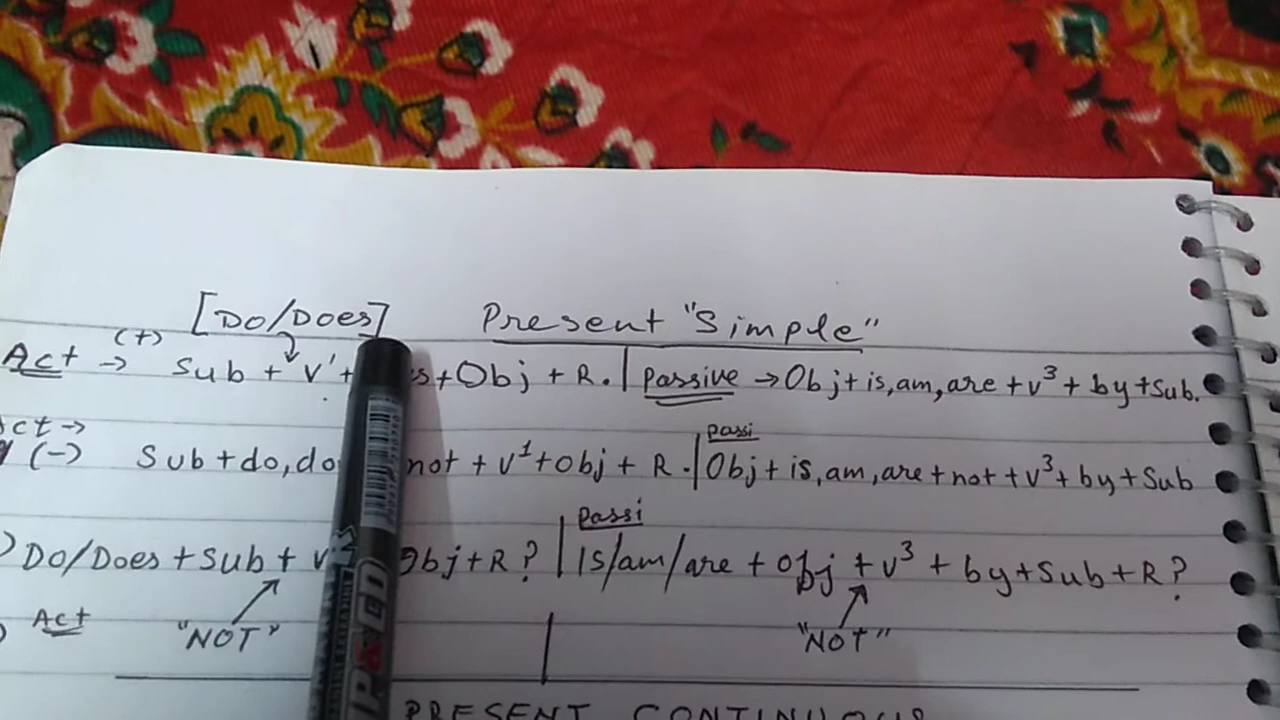 [DO/DOES] Present "Simple"
(+)
Act → Sub + V' + s+Obj + R. | Passive → Obj+is,am,are +v³ + by+Sub.
ct →
(-) Sub+do,do not + v¹+Obj + R. | Obj+is,am,are+not+v³+by+Sub
passi
) DO/Does + Sub + v Obj+R? | Is/am/are + Obj + v³ + by+Sub+R?
passi
) Act "NOT" "NOT"
PRESENT CONTINUOUS